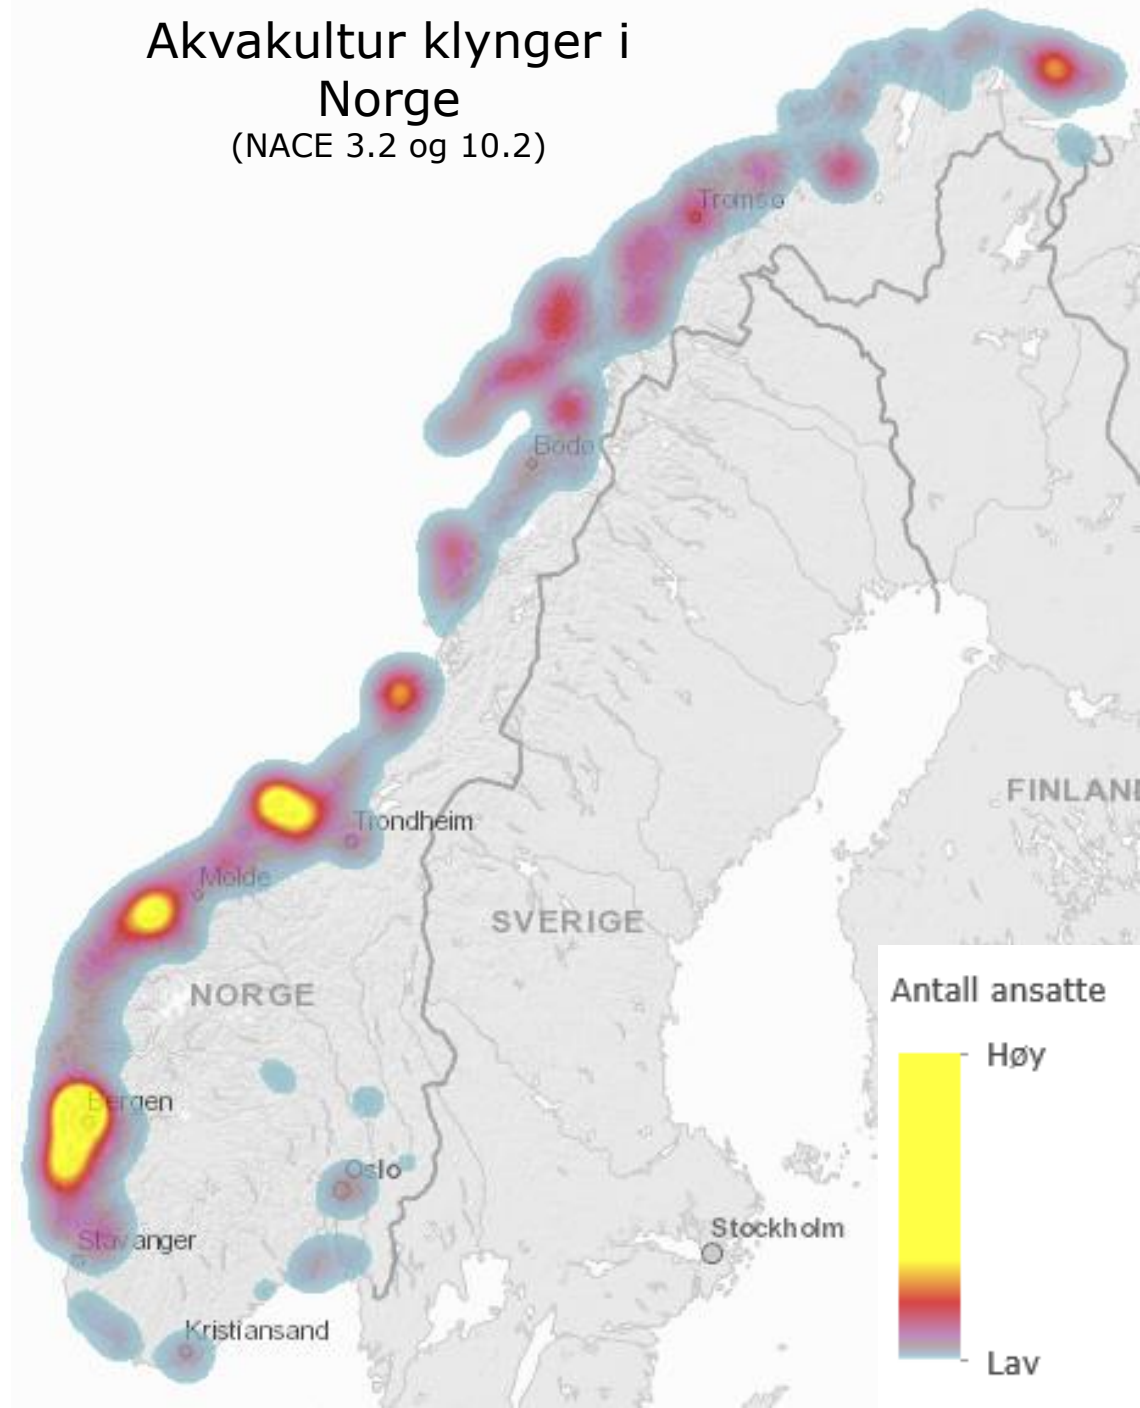 Akvakultur klynger i
Norge
(NACE 3.2 og 10.2)
Tromsø
Bodø
Trondheim
Molde
FINLAN
SVERIGE
NORGE
Antall ansatte
Høy
Bergen
Oslo
Stavanger
Stockholm
Kristiansand
Lav